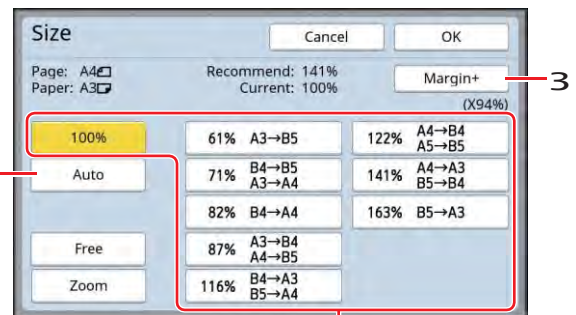 Size
Cancel
OK
Page: A4
Paper: A3
Recommend: 141%
Current: 100%
Margin+
3
(X94%)
100%
61% A3→B5
122% A4→B4
A5→B5
Auto
71% B4→B5
A3→A4
141% A4→A3
B5→B4
82% B4→A4
163% B5→A3
Free
87% A3→B4
A4→B5
Zoom
116% B4→A3
B5→A4